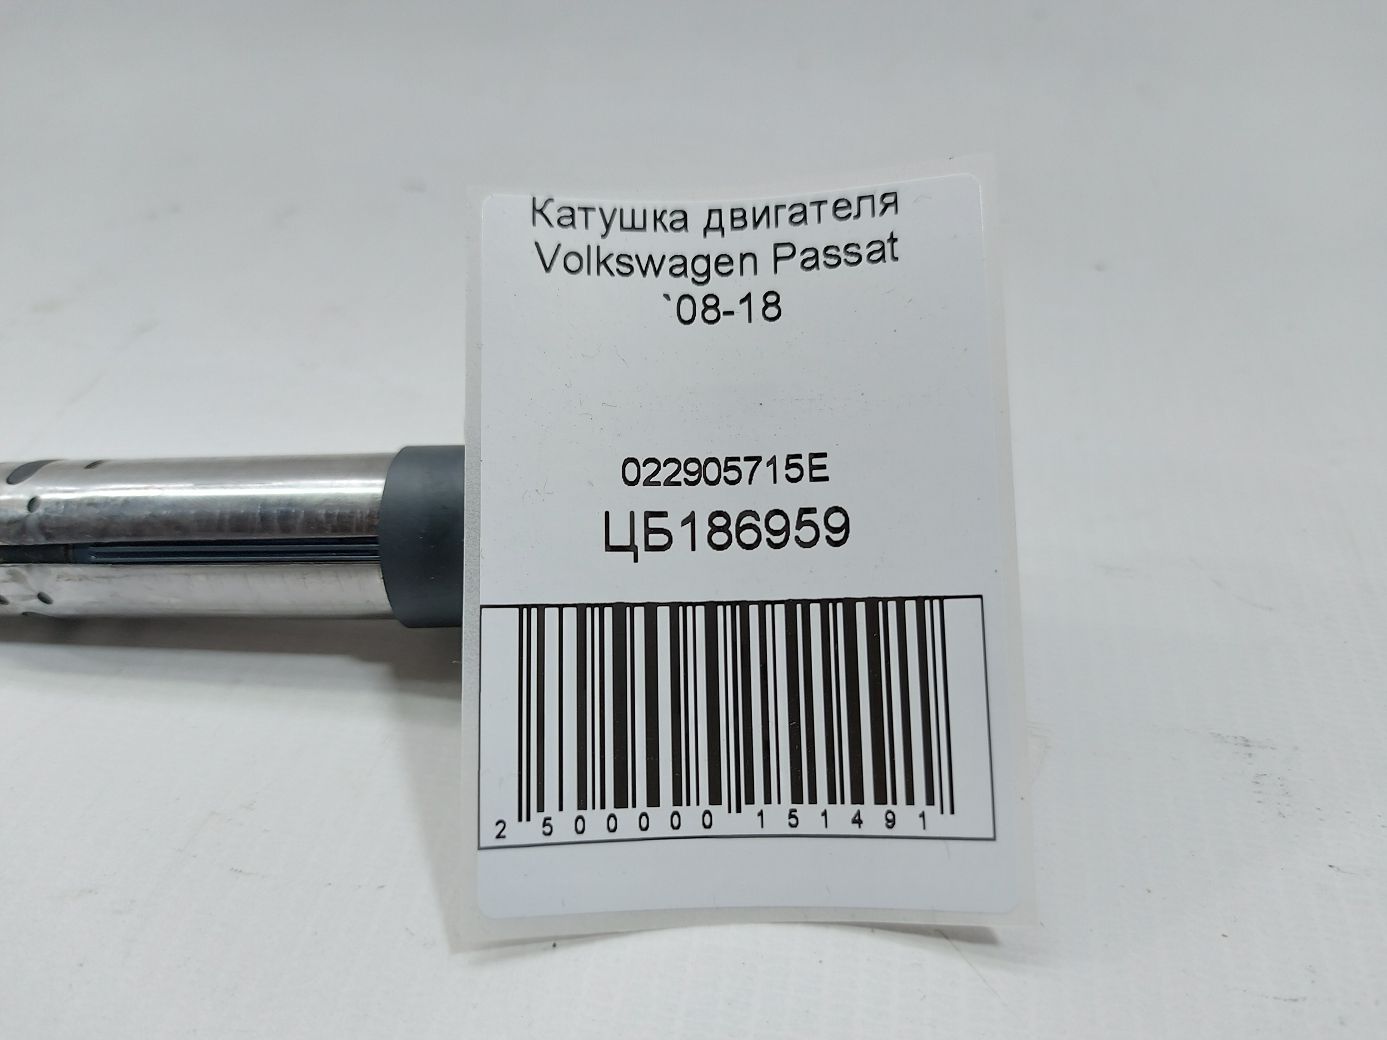 Катушка двигателя
Volkswagen Passat
`08-18
022905715E
ЦБ186959
2 500000 151491